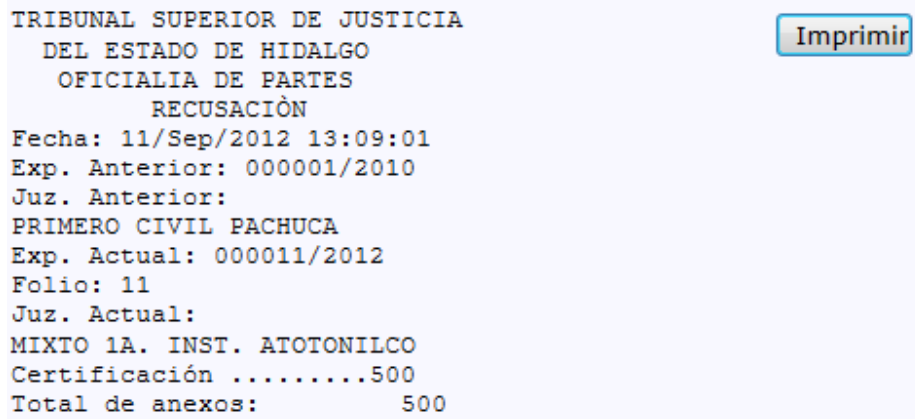 TRIBUNAL SUPERIOR DE JUSTICIA
DEL ESTADO DE HIDALGO
OFICIALIA DE PARTES
RECUSACIÒN
Fecha: 11/Sep/2012 13:09:01
Exp. Anterior: 000001/2010
Juz. Anterior:
PRIMERO CIVIL PACHUCA
Exp. Actual: 000011/2012
Folio: 11
Juz. Actual:
MIXTO 1A. INST. ATOTONILCO
Certificación .........500
Total de anexos: 500
Imprimir